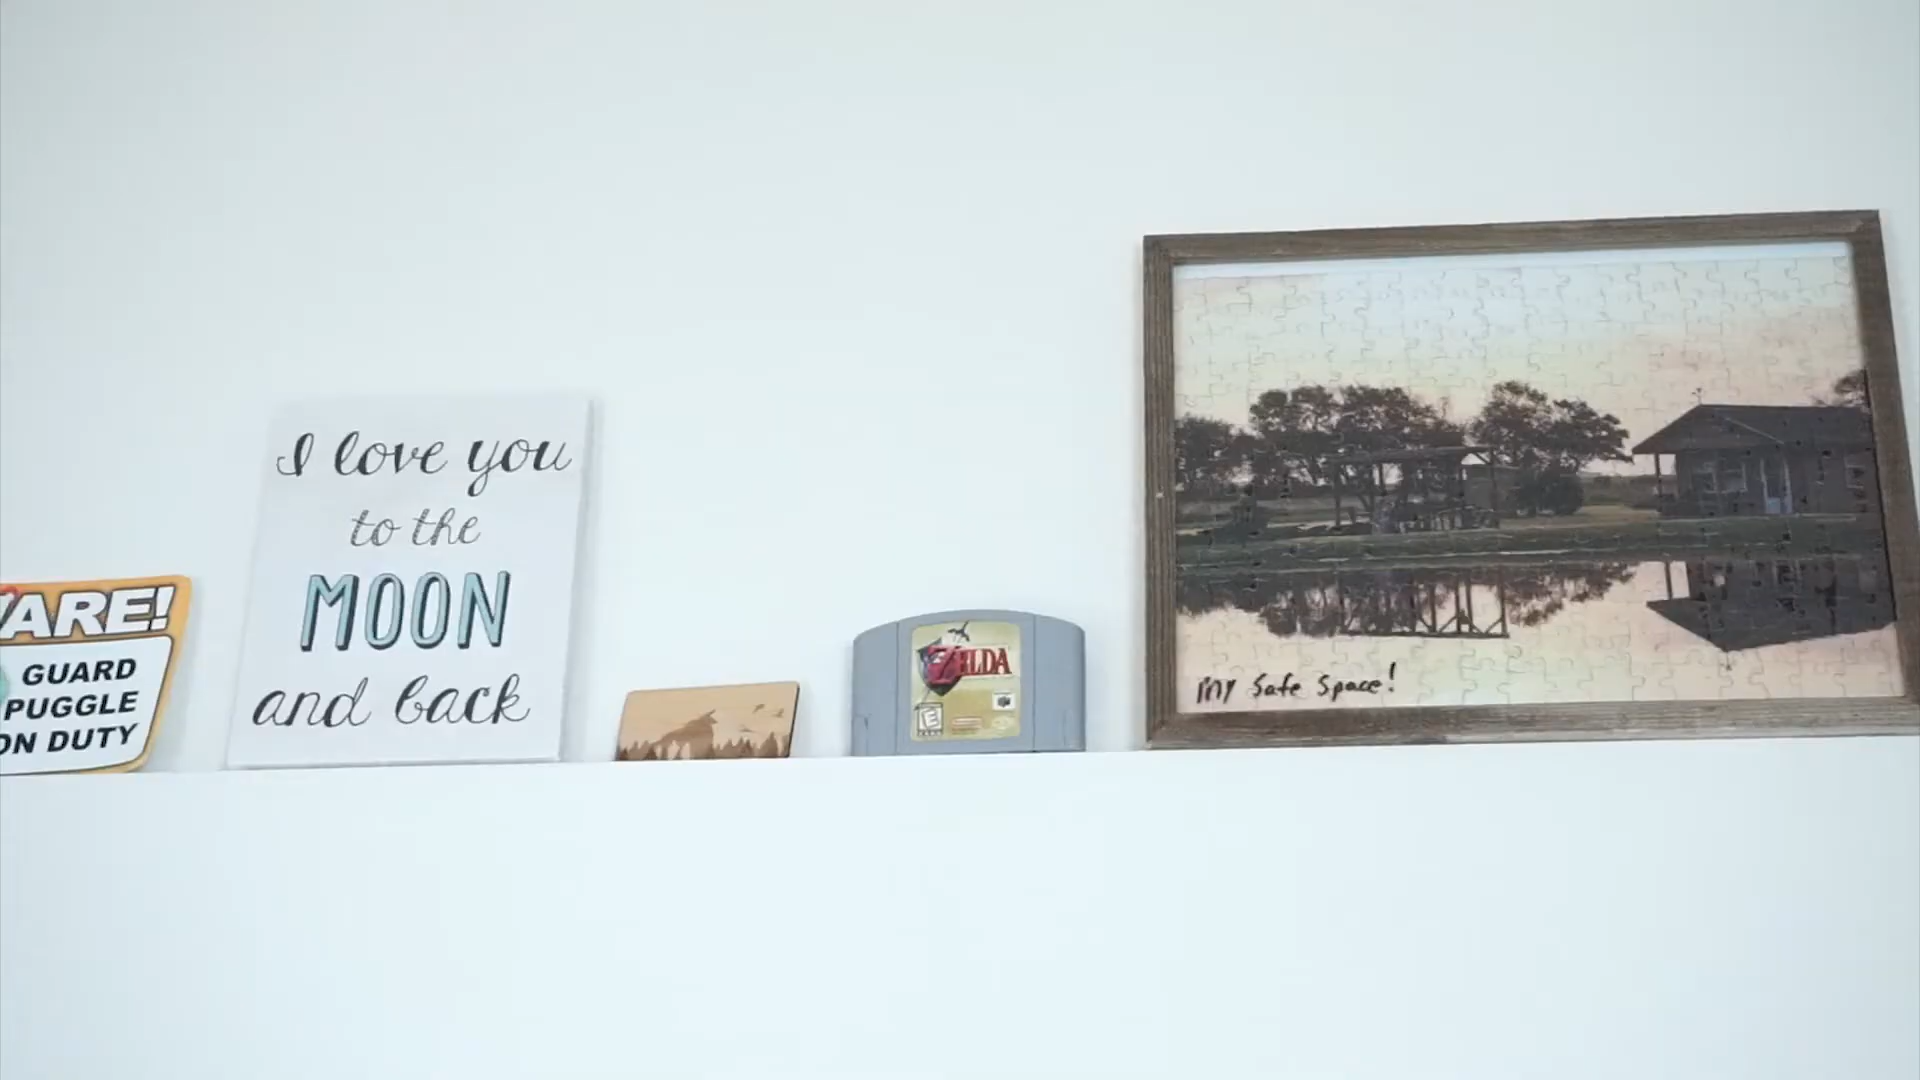 ARE!
GUARD
PUGGLE
ON DUTY
I love you
to the
MOON
and back
ZELDA
E
my Safe Space!